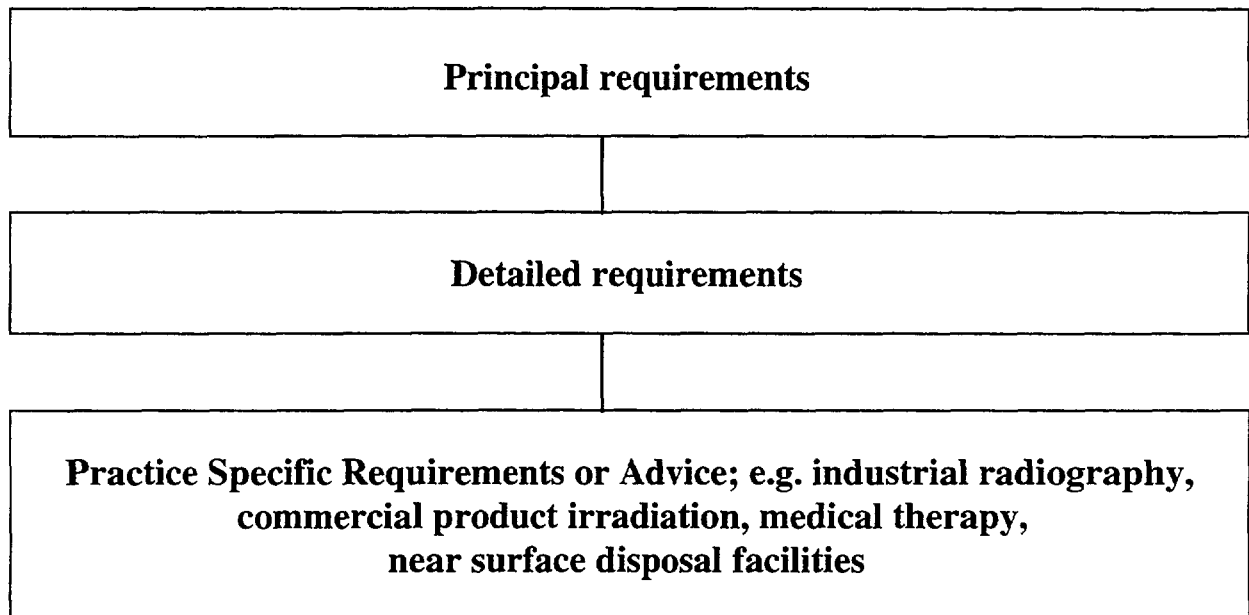 Principal requirements
Detailed requirements
Practice Specific Requirements or Advice; e.g. industrial radiography,
commercial product irradiation, medical therapy,
near surface disposal facilities